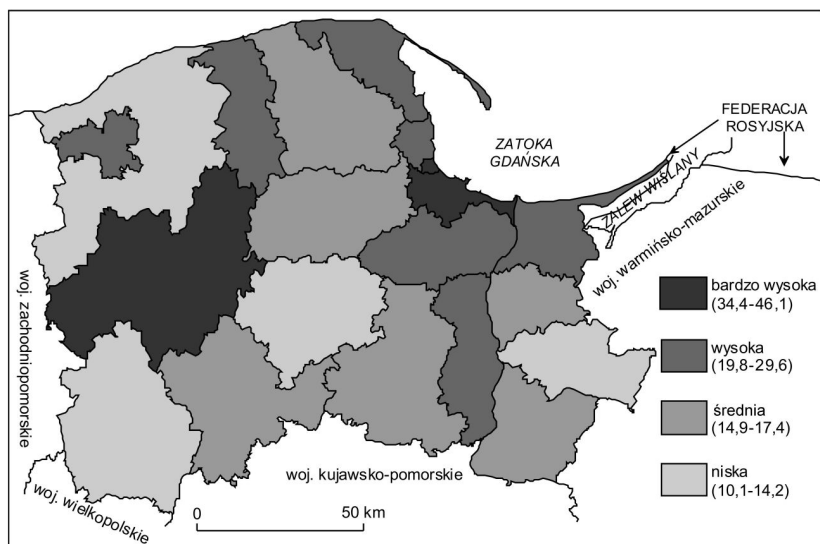 FEDERACJA
ROSYJSKA
ZATOKA
GDAŃSKA
ZALEW WIŚLANY
woj. warmińsko-mazurskie
woj. zachodniopomorskie
bardzo wysoka
(34,4-46,1)
wysoka
(19,8-29,6)
średnia
(14,9-17,4)
niska
(10,1-14,2)
woj. kujawsko-pomorskie
woj. wielkopolskie
0 50 km